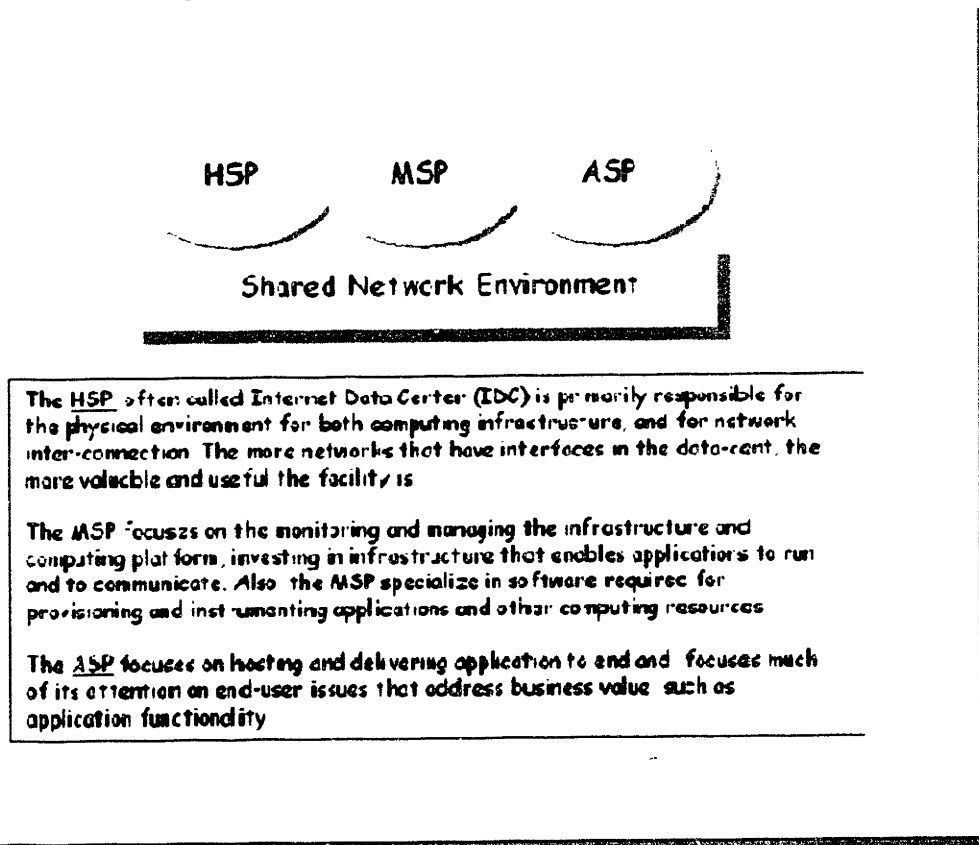 HSP MSP ASP
Shared Network Environment
The HSP often called Internet Data Center (IDC) is primarily responsible for
the physical environment for both computing infrastructure, and for network
inter-connection The more networks that have interfaces in the data-cent, the
more valuable and useful the facility is
The MSP focuses on the monitoring and managing the infrastructure and
computing platform, investing in infrastructure that enables applications to run
and to communicate. Also the MSP specialize in software required for
provisioning and instrumenting applications and other computing resources
The ASP focuses on hosting and delivering application to end and focuses much
of its attention on end-user issues that address business value such as
application functionality